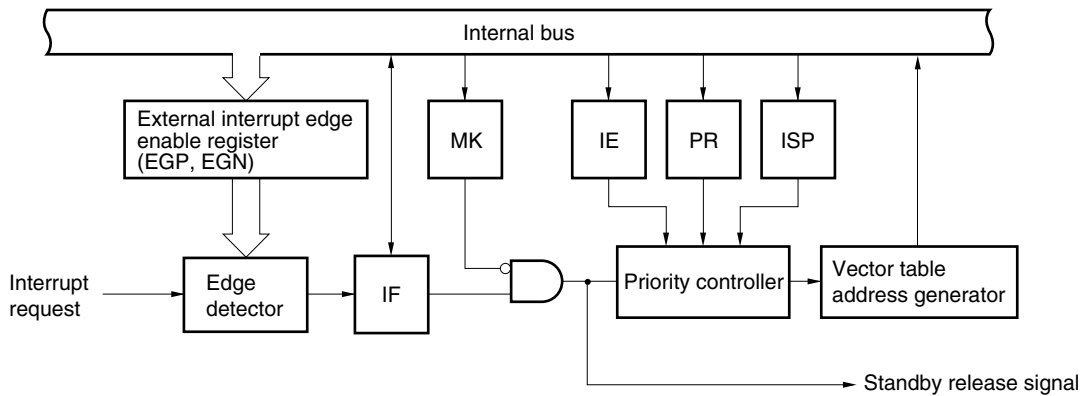 Internal bus
External interrupt edge
enable register
(EGP, EGN)
MK
IE
PR
ISP
Interrupt
request
Edge
detector
IF
Priority controller
Vector table
address generator
Standby release signal